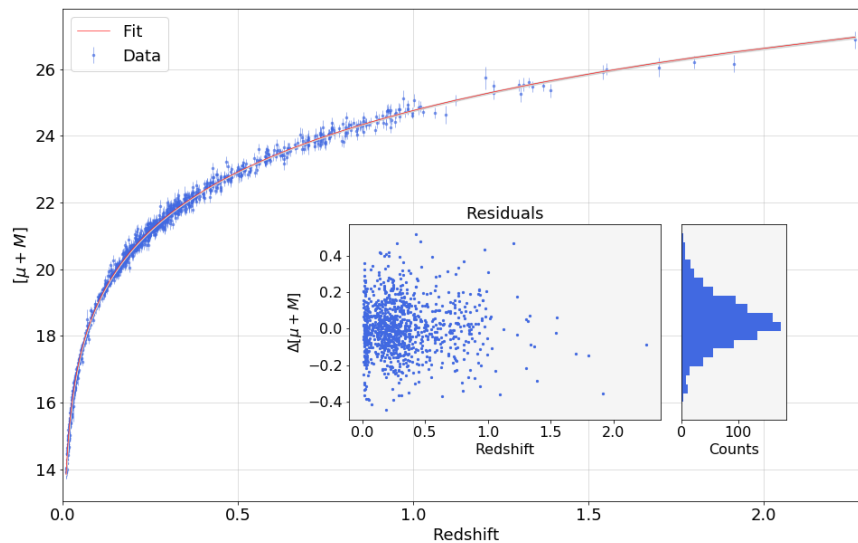 Fit
Data
26
24
22
20
18
16
14
[μ + M]
0.0 0.5 1.0 1.5 2.0
Redshift
Residuals
0.4
0.2
0.0
−0.2
−0.4
Δ[μ + M]
0.0 0.5 1.0 1.5 2.0
Redshift
0 100
Counts